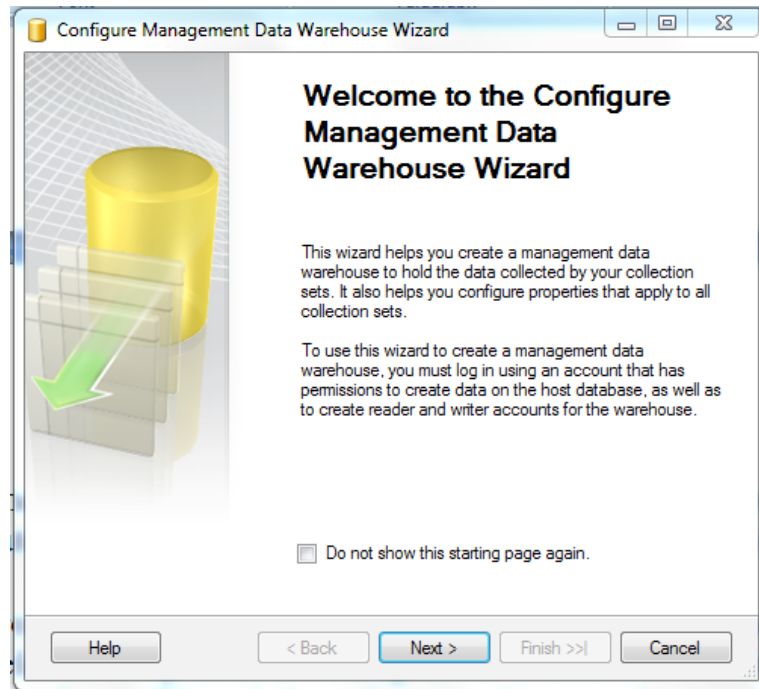 Configure Management Data Warehouse Wizard
Welcome to the Configure
Management Data
Warehouse Wizard
This wizard helps you create a management data
warehouse to hold the data collected by your collection
sets. It also helps you configure properties that apply to all
collection sets.
To use this wizard to create a management data
warehouse, you must log in using an account that has
permissions to create data on the host database, as well as
to create reader and writer accounts for the warehouse.
Do not show this starting page again.
Help
< Back
Next >
Finish >>|
Cancel